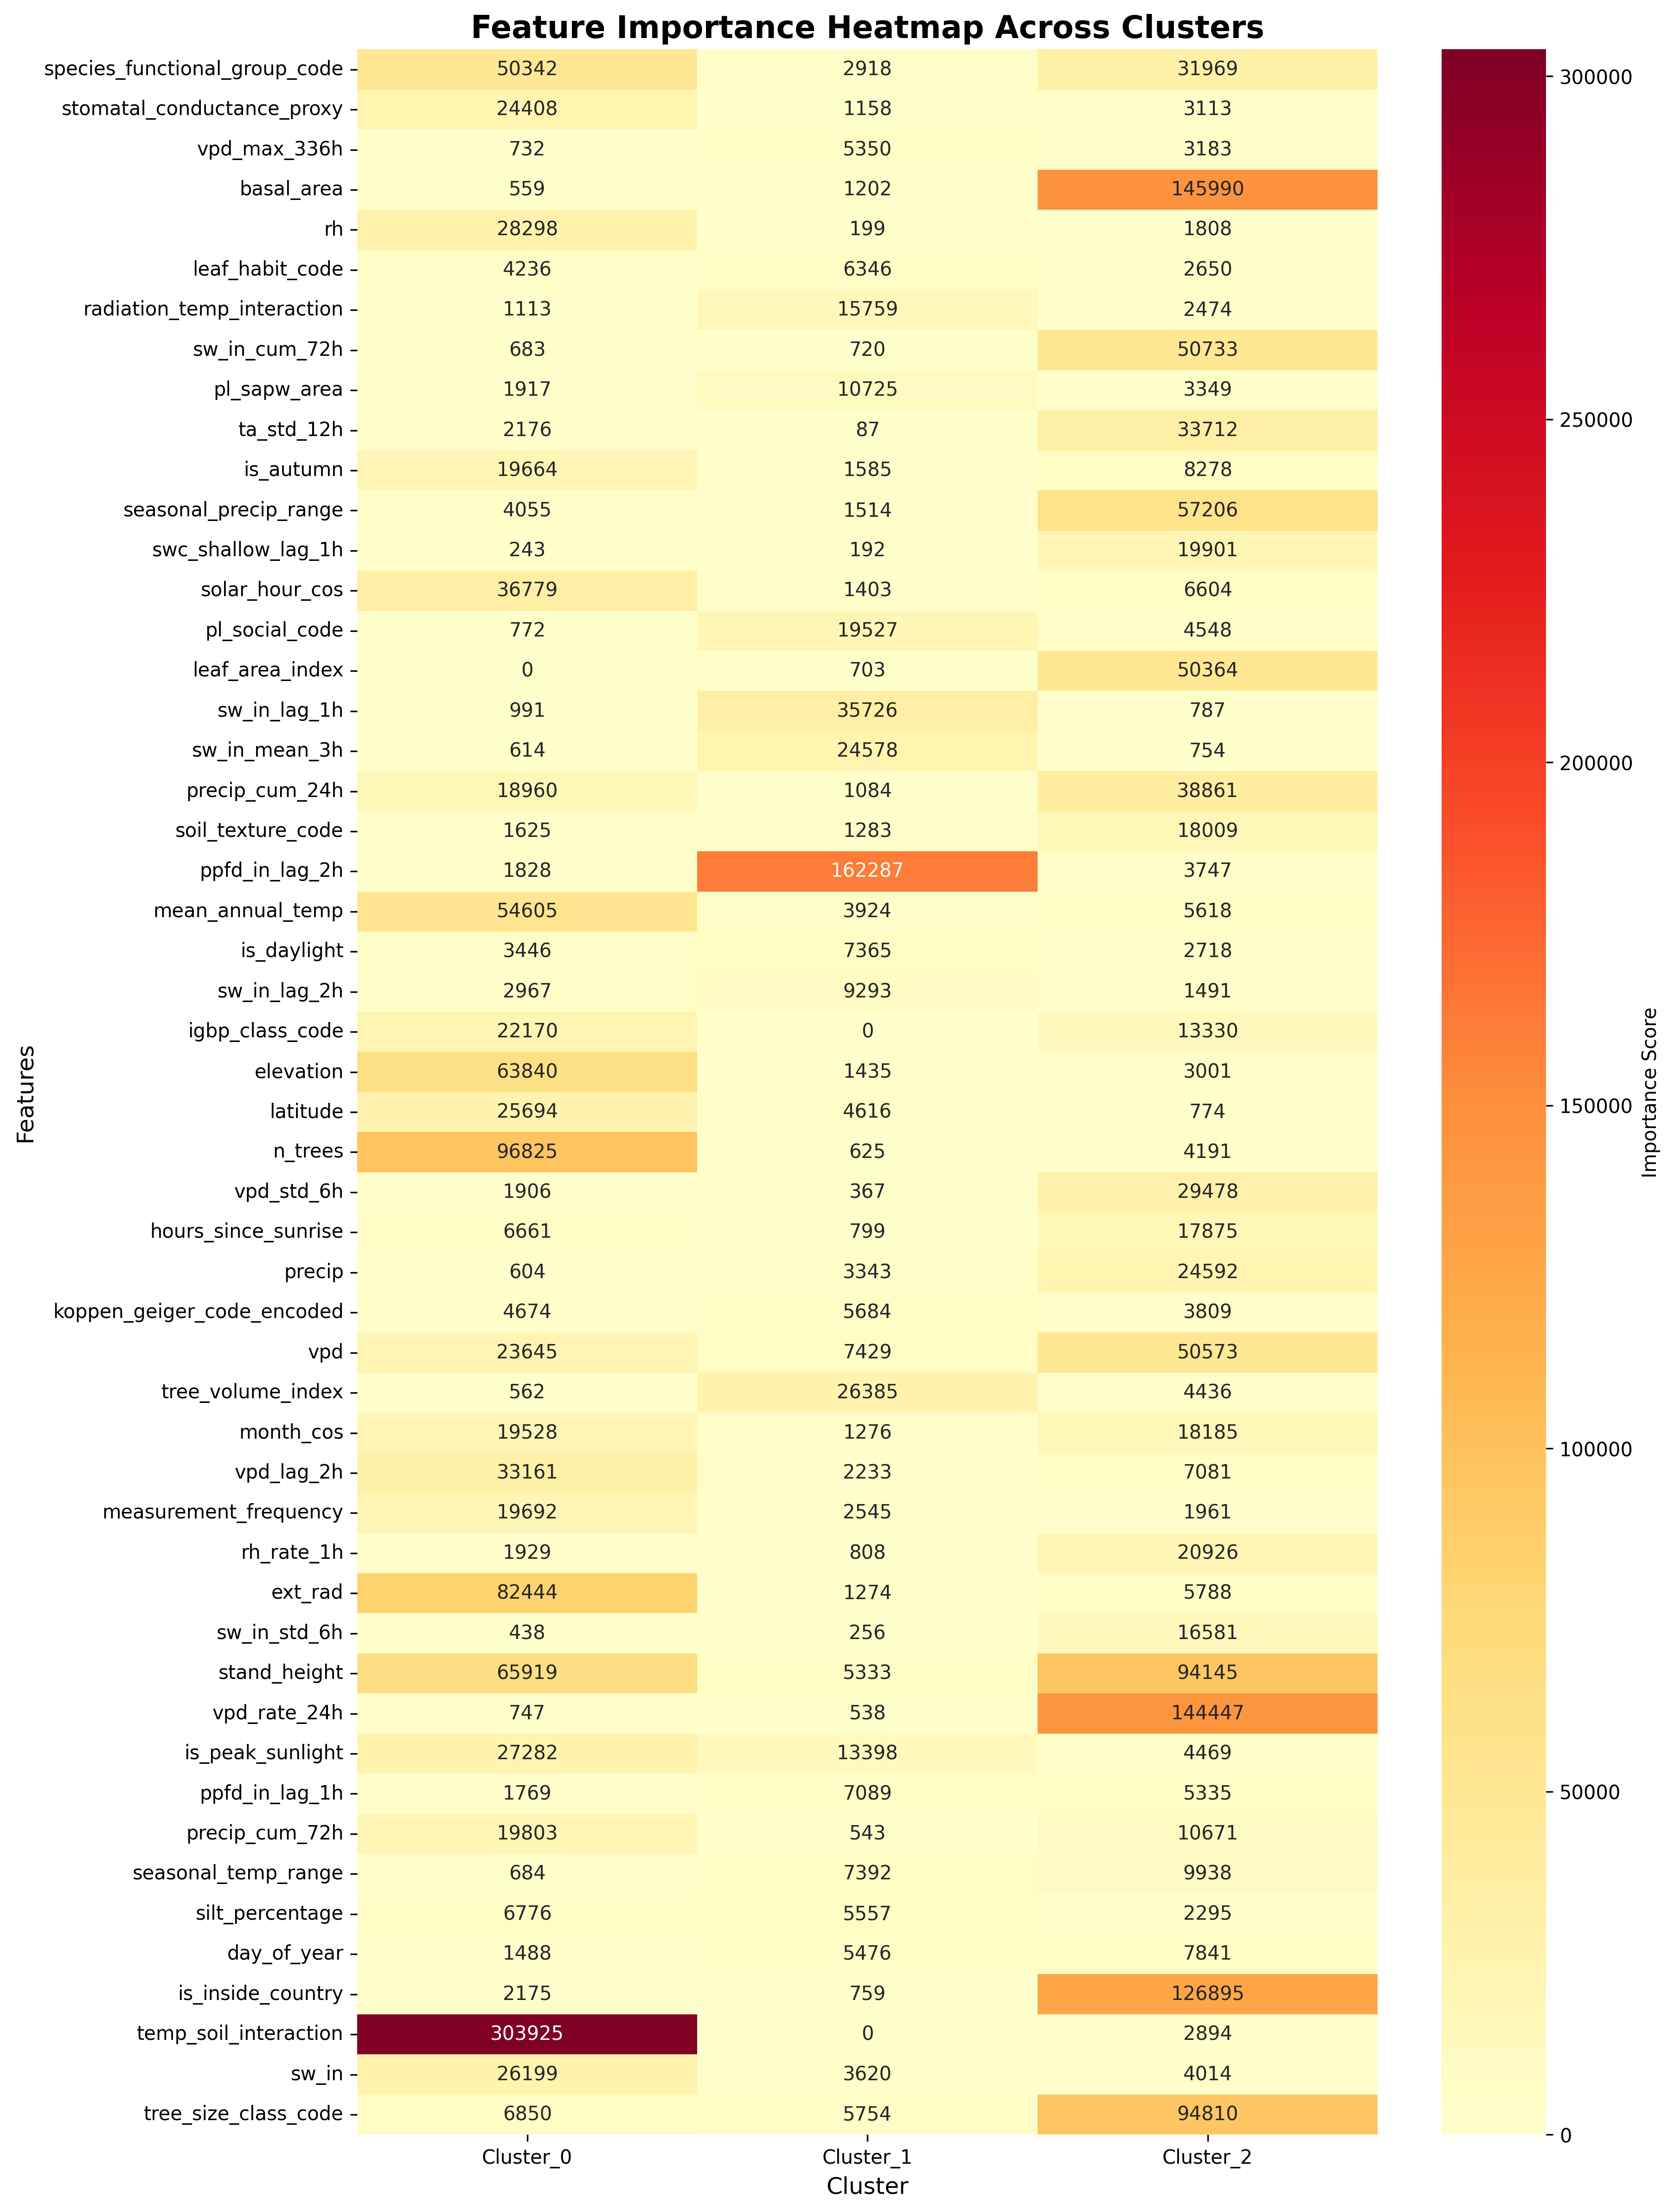 Feature Importance Heatmap Across Clusters
species_functional_group_code 50342 2918 31969
stomatal_conductance_proxy 24408 1158 3113
vpd_max_336h 732 5350 3183
basal_area 559 1202 145990
rh 28298 199 1808
leaf_habit_code 4236 6346 2650
radiation_temp_interaction 1113 15759 2474
sw_in_cum_72h 683 720 50733
pl_sapw_area 1917 10725 3349
ta_std_12h 2176 87 33712
is_autumn 19664 1585 8278
seasonal_precip_range 4055 1514 57206
swc_shallow_lag_1h 243 192 19901
solar_hour_cos 36779 1403 6604
pl_social_code 772 19527 4548
leaf_area_index 0 703 50364
sw_in_lag_1h 991 35726 787
sw_in_mean_3h 614 24578 754
precip_cum_24h 18960 1084 38861
soil_texture_code 1625 1283 18009
ppfd_in_lag_2h 1828 162287 3747
mean_annual_temp 54605 3924 5618
is_daylight 3446 7365 2718
sw_in_lag_2h 2967 9293 1491
igbp_class_code 22170 0 13330
elevation 63840 1435 3001
latitude 25694 4616 774
n_trees 96825 625 4191
vpd_std_6h 1906 367 29478
hours_since_sunrise 6661 799 17875
precip 604 3343 24592
koppen_geiger_code_encoded 4674 5684 3809
vpd 23645 7429 50573
tree_volume_index 562 26385 4436
month_cos 19528 1276 18185
vpd_lag_2h 33161 2233 7081
measurement_frequency 19692 2545 1961
rh_rate_1h 1929 808 20926
ext_rad 82444 1274 5788
sw_in_std_6h 438 256 16581
stand_height 65919 5333 94145
vpd_rate_24h 747 538 144447
is_peak_sunlight 27282 13398 4469
ppfd_in_lag_1h 1769 7089 5335
precip_cum_72h 19803 543 10671
seasonal_temp_range 684 7392 9938
silt_percentage 6776 5557 2295
day_of_year 1488 5476 7841
is_inside_country 2175 759 126895
temp_soil_interaction 303925 0 2894
sw_in 26199 3620 4014
tree_size_class_code 6850 5754 94810
Cluster_0 Cluster_1 Cluster_2
Cluster
Features
300000
250000
200000
150000
100000
50000
0
Importance Score